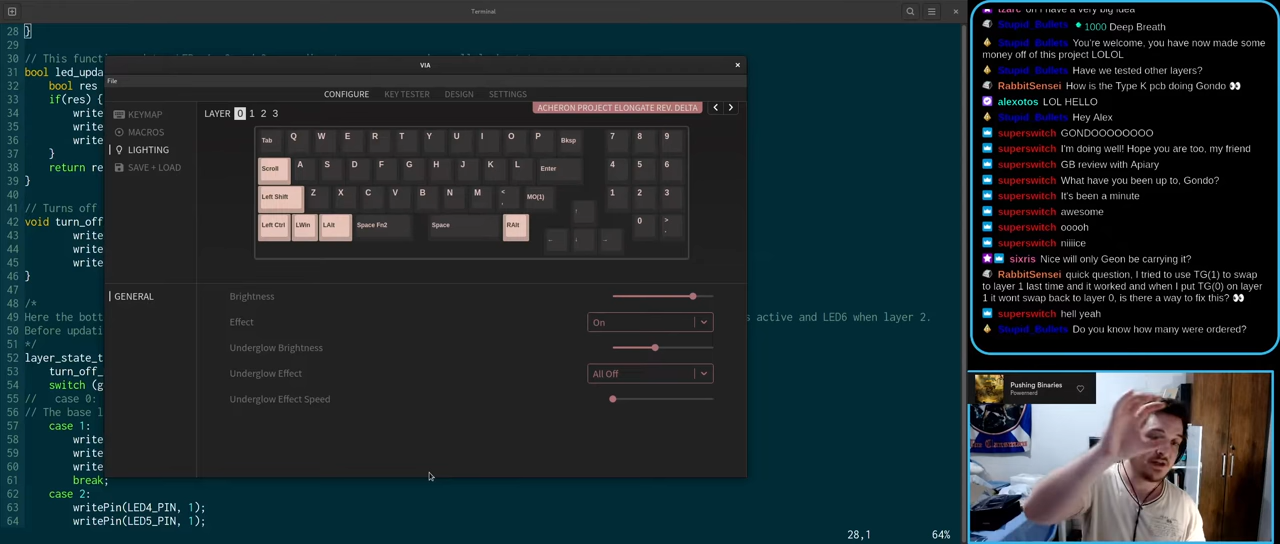 Terminal
28 }
29
30 // This funct
31 bool led_upda
32 bool res
33 if(res) {
34 write
35 write
36 write
37 }
38 return re
39 }
40
41 // Turns off
42 void turn_off
43 write
44 write
45 write
46 }
47
48 /*
49 Here the bott
s active and LED6 when layer 2.
50 Before updati
51 */
52 layer_state_t
53 turn_off_
54 switch (g
55 // case 0:
56 // The base l
57 case 1:
58 write
59 write
60 write
61 break;
62 case 2:
63 writePin(LED4_PIN, 1);
64 writePin(LED5_PIN, 1);
28,1 64%
VIA
File
CONFIGURE KEY TESTER DESIGN SETTINGS
ACHERON PROJECT ELONGATE REV. DELTA
KEYMAP
MACROS
LIGHTING
SAVE + LOAD
LAYER 0 1 2 3
Tab Q W E R T Y U I O P Bksp 7 8 9
Scroll A S D F G H J K L Enter 4 5 6
Left Shift Z X C V B N M < , MO(1) ↑ 1 2 3
Left Ctrl LWin LAlt Space Fn2 Space RAlt ← ↓ → 0 > .
GENERAL
Brightness
Effect On
Underglow Brightness
Underglow Effect All Off
Underglow Effect Speed
Stupid_Bullets
1000 Deep Breath
Stupid_Bullets You're welcome, you have now made some
money off of this project LOLOL
Stupid_Bullets Have we tested other layers?
RabbitSensei How is the Type K pcb doing Gondo 👀
alexotos LOL HELLO
Stupid_Bullets Hey Alex
superswitch GONDOOOOOOOO
superswitch I'm doing well! Hope you are too, my friend
superswitch GB review with Apiary
superswitch What have you been up to, Gondo?
superswitch It's been a minute
superswitch awesome
superswitch ooooh
superswitch niiiice
sixris Nice will only Geon be carrying it?
RabbitSensei quick question, I tried to use TG(1) to swap
to layer 1 last time and it worked and when I put TG(0) on layer
1 it wont swap back to layer 0, is there a way to fix this? 👀
superswitch hell yeah
Stupid_Bullets Do you know how many were ordered?
Pushing Binaries
Powernerd